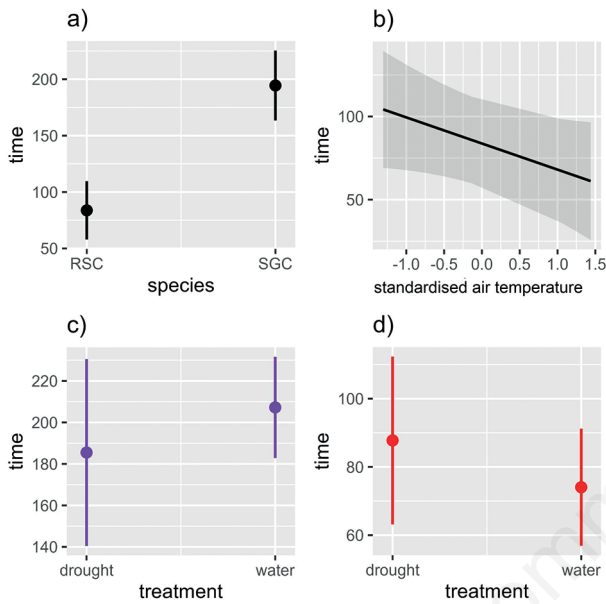 a)
200
150
100
50
time
RSC
SGC
species
b)
100
50
time
-1.0
-0.5
0.0
0.5
1.0
1.5
standardised air temperature
c)
220
200
180
160
140
time
drought
water
treatment
d)
100
80
60
time
drought
water
treatment